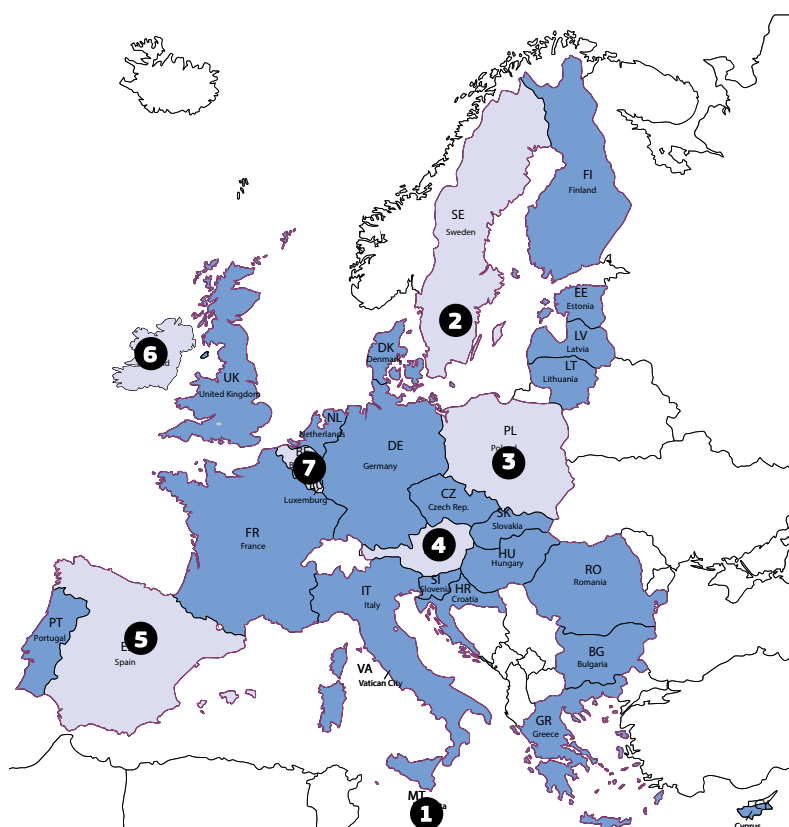 FI
Finland
SE
Sweden
EE
Estonia
2
LV
Latvia
DK
Denmark
6
LT
Lithuania
UK
United Kingdom
NL
Netherlands
PL
DE
7
3
Germany
CZ
Luxemburg
Czech Rep.
SK
Slovakia
FR
France
4
HU
Hungary
RO
Romania
SI
Slovenia
IT
Italy
HR
Croatia
PT
Portugal
5
Spain
BG
Bulgaria
VA
Vatican City
GR
Greece
MT
1
Cyprus